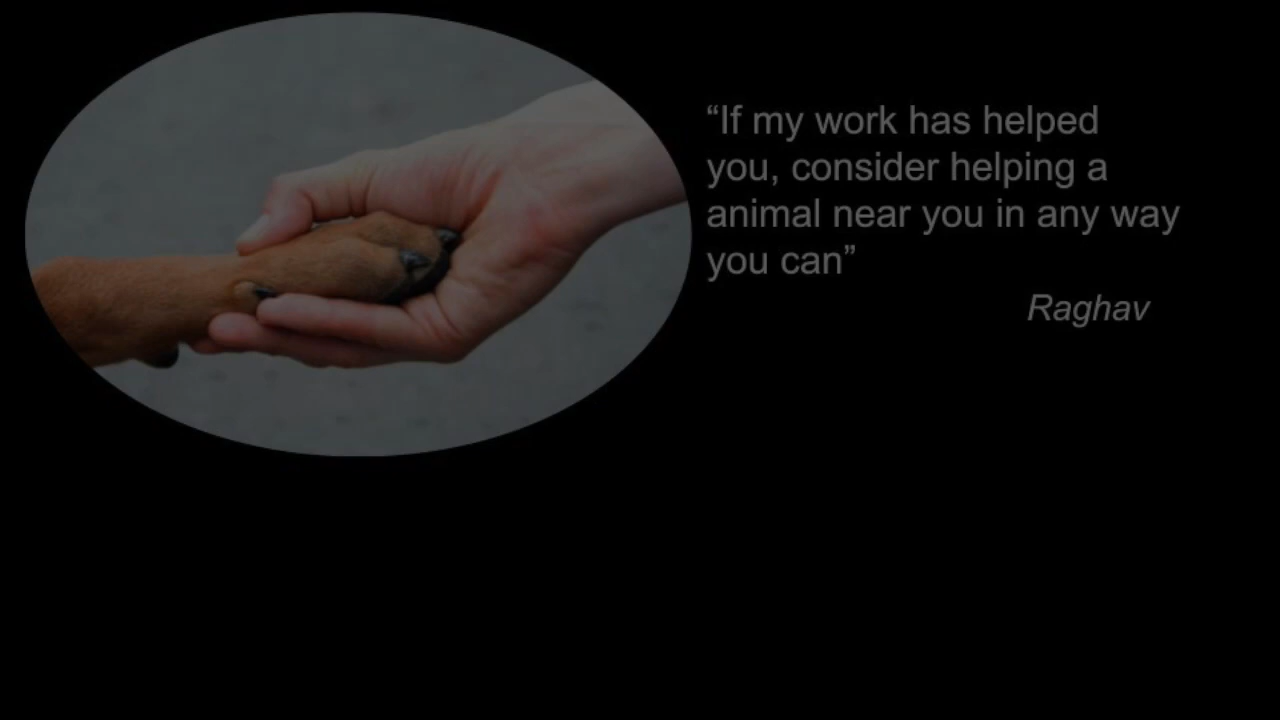 “If my work has helped
you, consider helping a
animal near you in any way
you can”
Raghav